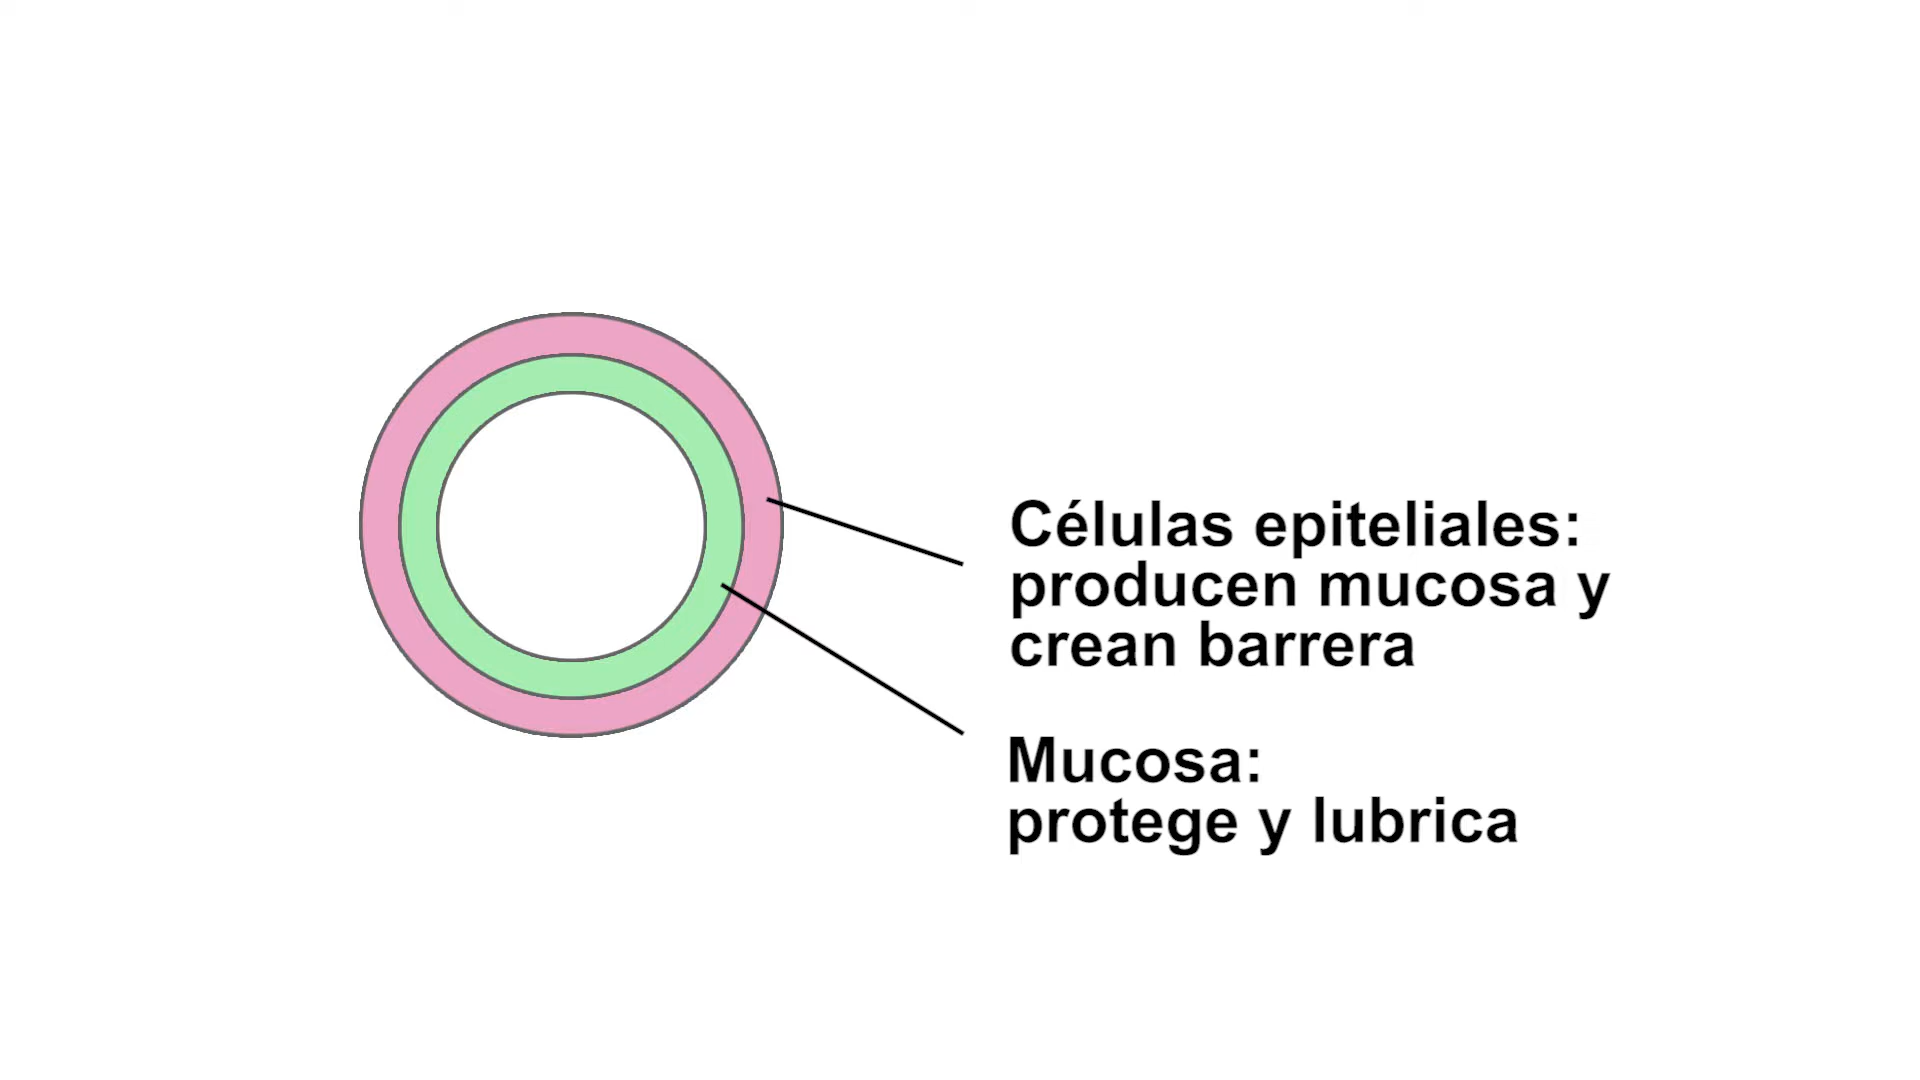 Células epiteliales:
producen mucosa y
crean barrera
Mucosa:
protege y lubrica